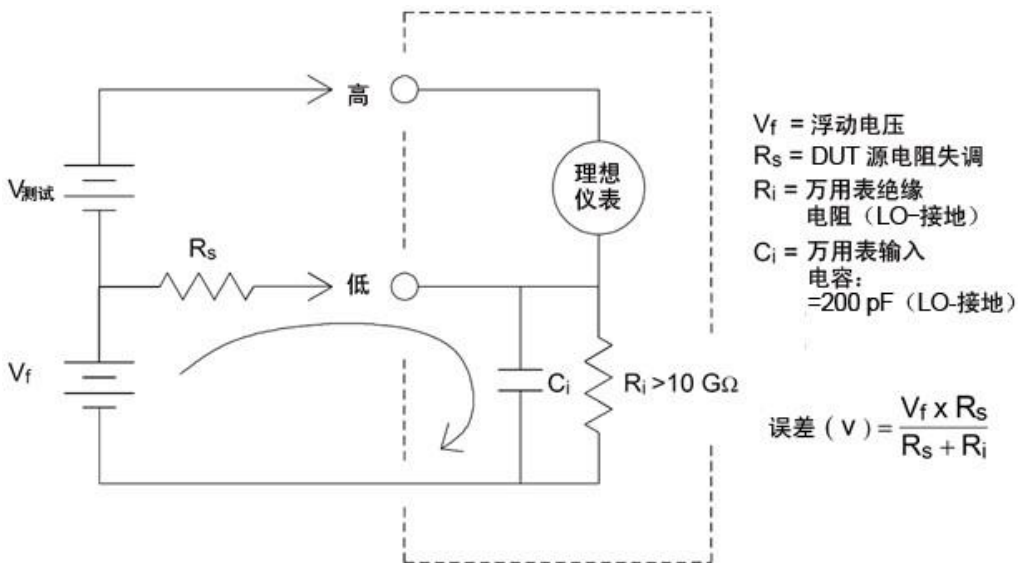 高
理想
仪表
V测试
Rs
低
Vf
Ci
Ri >10 GΩ
Vf = 浮动电压
Rs = DUT 源电阻失调
Ri = 万用表绝缘
电阻（LO-接地）
Ci = 万用表输入
电容：
=200 pF（LO-接地）
误差 ( V ) = Vf x Rs
Rs + Ri